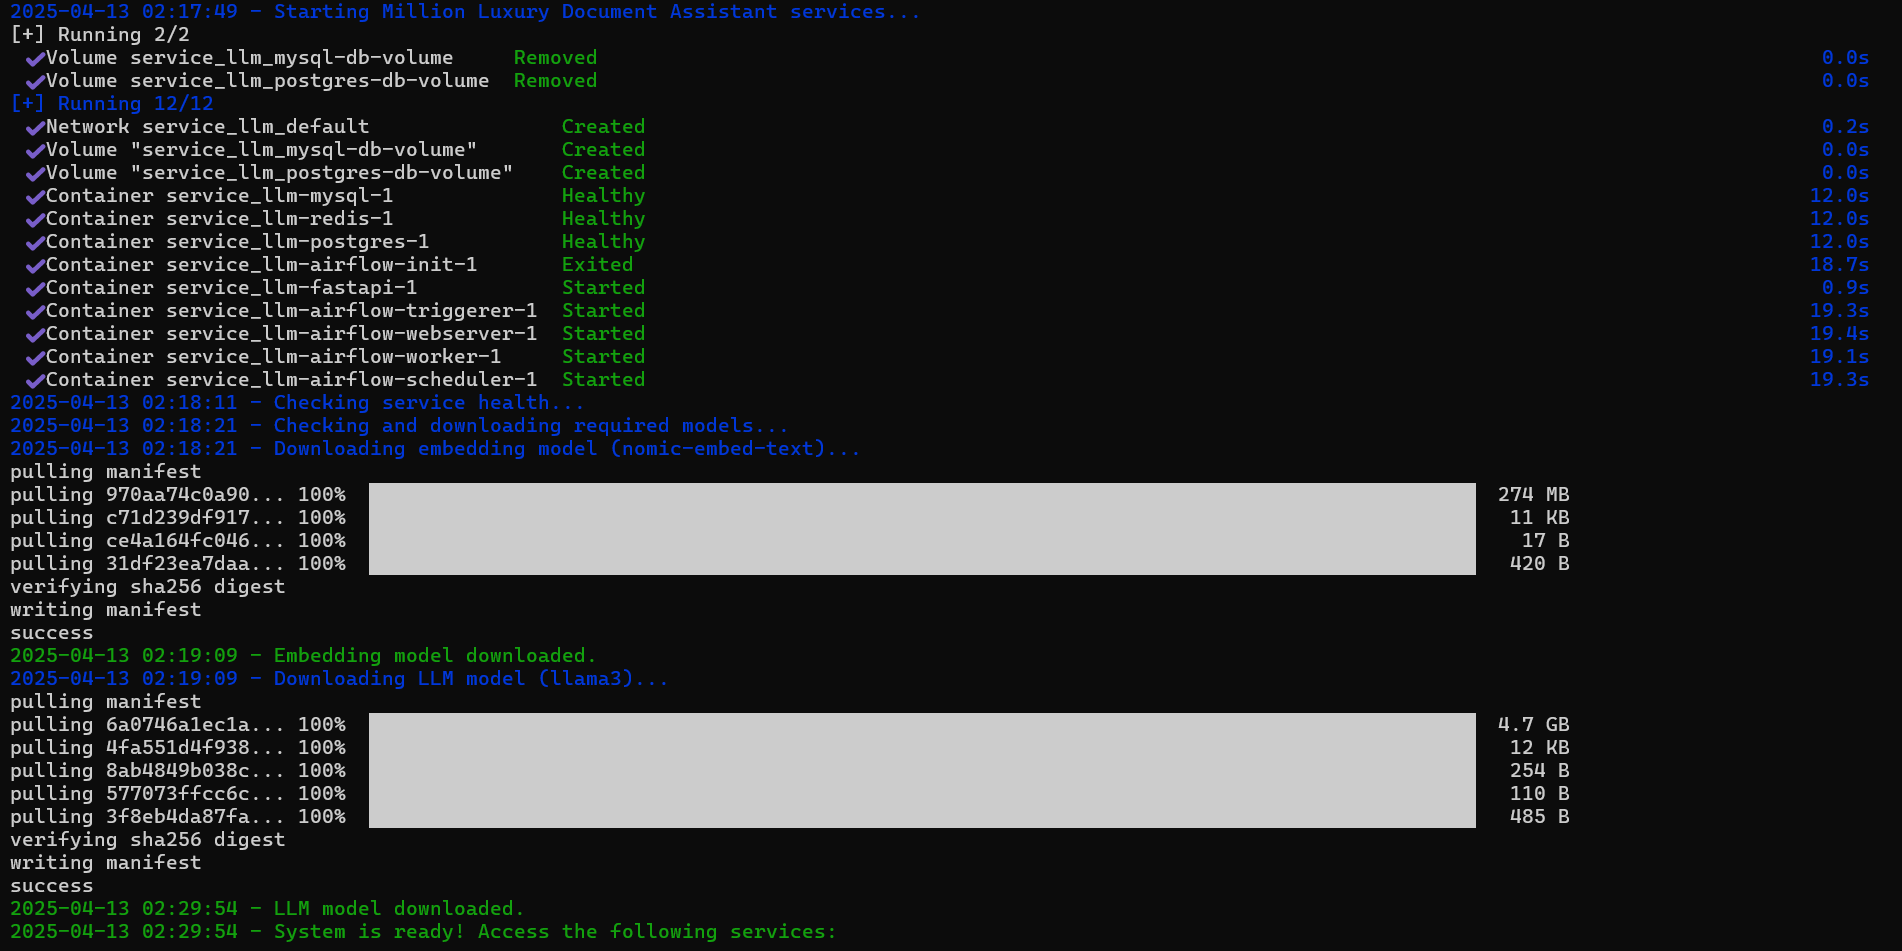 2025-04-13 02:17:49 - Starting Million Luxury Document Assistant services...
[+] Running 2/2
✔Volume service_llm_mysql-db-volume Removed 0.0s
✔Volume service_llm_postgres-db-volume Removed 0.0s
[+] Running 12/12
✔Network service_llm_default Created 0.2s
✔Volume "service_llm_mysql-db-volume" Created 0.0s
✔Volume "service_llm_postgres-db-volume" Created 0.0s
✔Container service_llm-mysql-1 Healthy 12.0s
✔Container service_llm-redis-1 Healthy 12.0s
✔Container service_llm-postgres-1 Healthy 12.0s
✔Container service_llm-airflow-init-1 Exited 18.7s
✔Container service_llm-fastapi-1 Started 0.9s
✔Container service_llm-airflow-triggerer-1 Started 19.3s
✔Container service_llm-airflow-webserver-1 Started 19.4s
✔Container service_llm-airflow-worker-1 Started 19.1s
✔Container service_llm-airflow-scheduler-1 Started 19.3s
2025-04-13 02:18:11 - Checking service health...
2025-04-13 02:18:21 - Checking and downloading required models...
2025-04-13 02:18:21 - Downloading embedding model (nomic-embed-text)...
pulling manifest
pulling 970aa74c0a90... 100% 274 MB
pulling c71d239df917... 100% 11 KB
pulling ce4a164fc046... 100% 17 B
pulling 31df23ea7daa... 100% 420 B
verifying sha256 digest
writing manifest
success
2025-04-13 02:19:09 - Embedding model downloaded.
2025-04-13 02:19:09 - Downloading LLM model (llama3)...
pulling manifest
pulling 6a0746a1ec1a... 100% 4.7 GB
pulling 4fa551d4f938... 100% 12 KB
pulling 8ab4849b038c... 100% 254 B
pulling 577073ffcc6c... 100% 110 B
pulling 3f8eb4da87fa... 100% 485 B
verifying sha256 digest
writing manifest
success
2025-04-13 02:29:54 - LLM model downloaded.
2025-04-13 02:29:54 - System is ready! Access the following services: